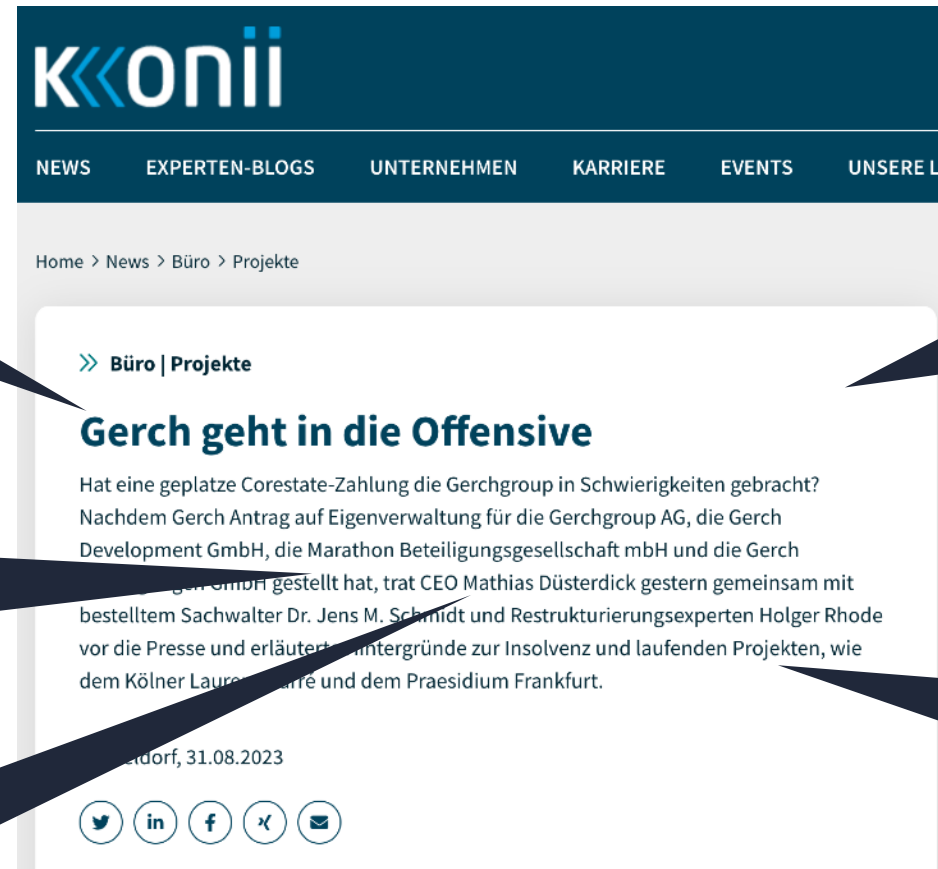 K«onii
NEWS EXPERTEN-BLOGS UNTERNEHMEN KARRIERE EVENTS UNSERE L
Home > News > Büro > Projekte
Büro | Projekte
Gerch geht in die Offensive
Hat eine geplatze Corestate-Zahlung die Gerchgroup in Schwierigkeiten gebracht?
Nachdem Gerch Antrag auf Eigenverwaltung für die Gerchgroup AG, die Gerch
Development GmbH, die Marathon Beteiligungsgesellschaft mbH und die Gerch
GmbH gestellt hat, trat CEO Mathias Düsterdick gestern gemeinsam mit
bestelltem Sachwalter Dr. Jens M. Schmidt und Restrukturierungsexperten Holger Rhode
vor die Presse und erläuterte Hintergründe zur Insolvenz und laufenden Projekten, wie
dem Kölner und dem Praesidium Frankfurt.
31.08.2023